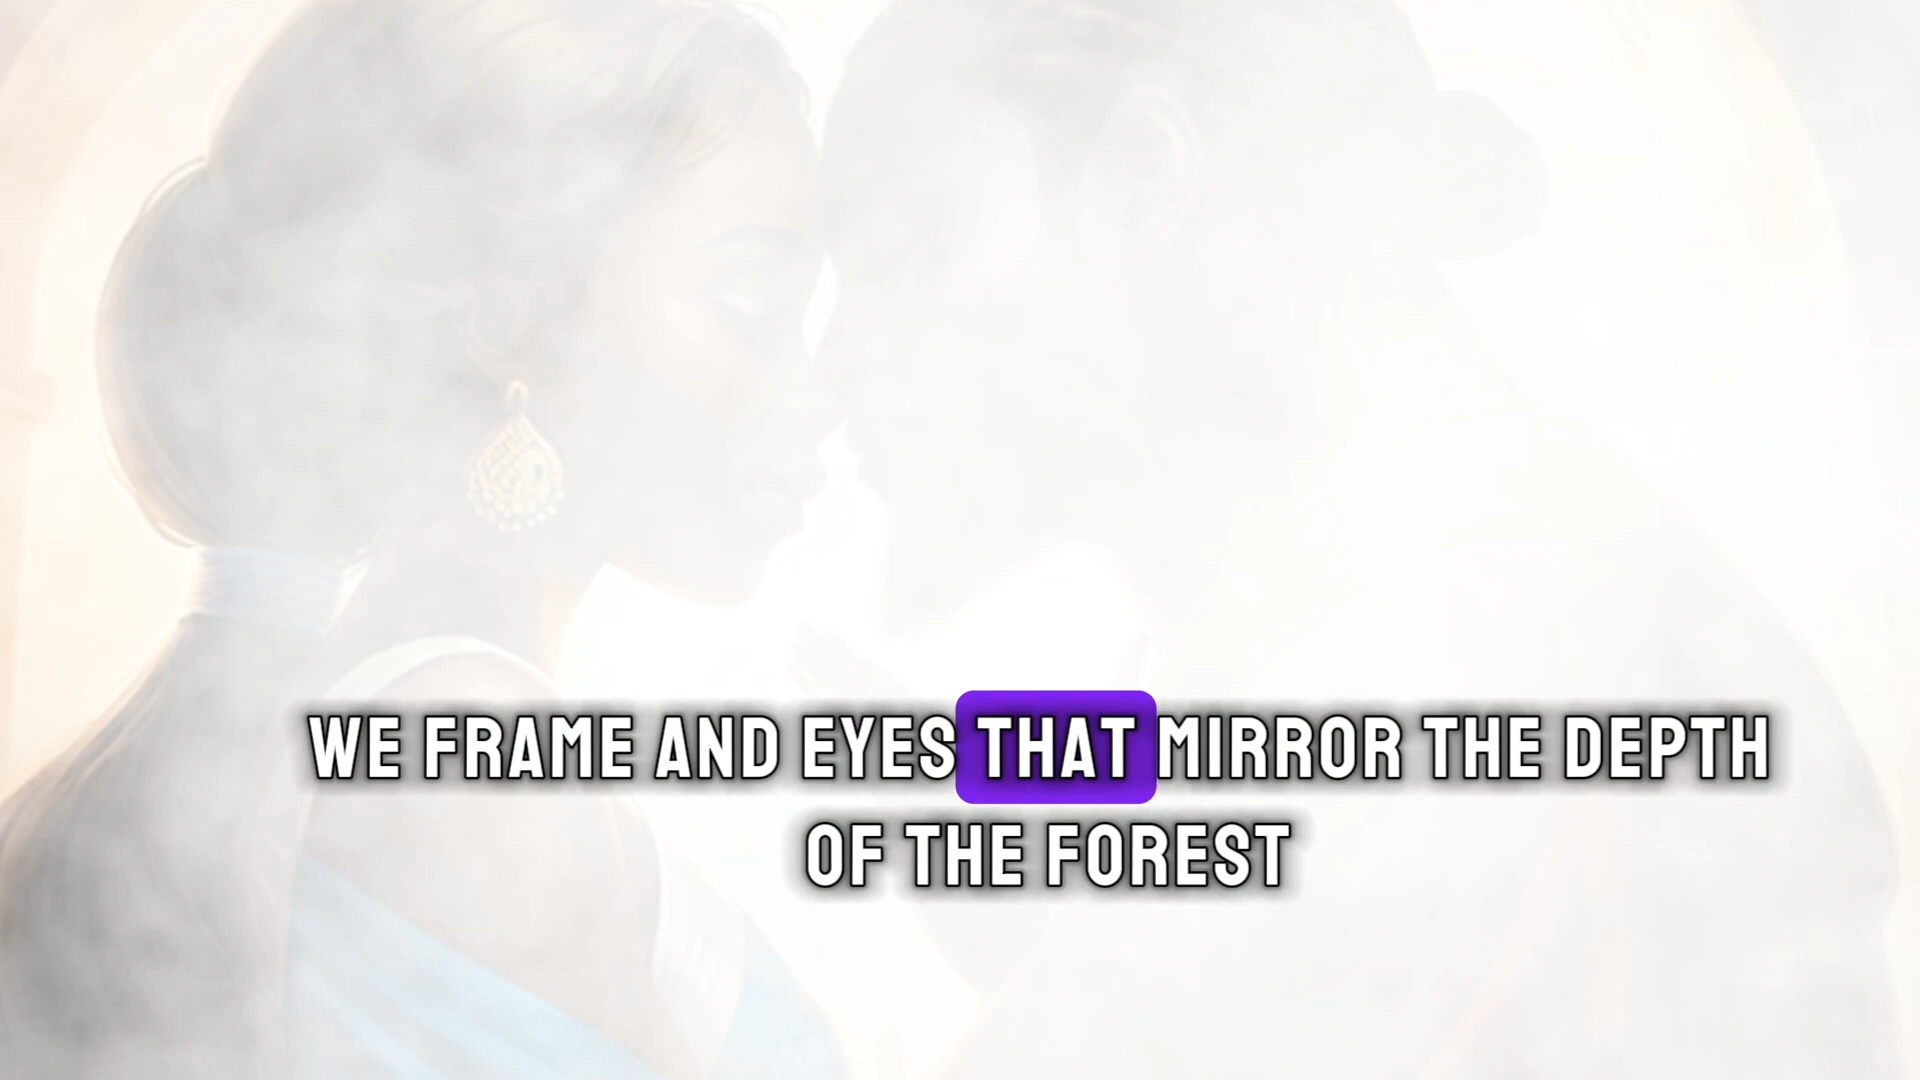 WE FRAME AND EYES THAT MIRROR THE DEPTH
OF THE FOREST